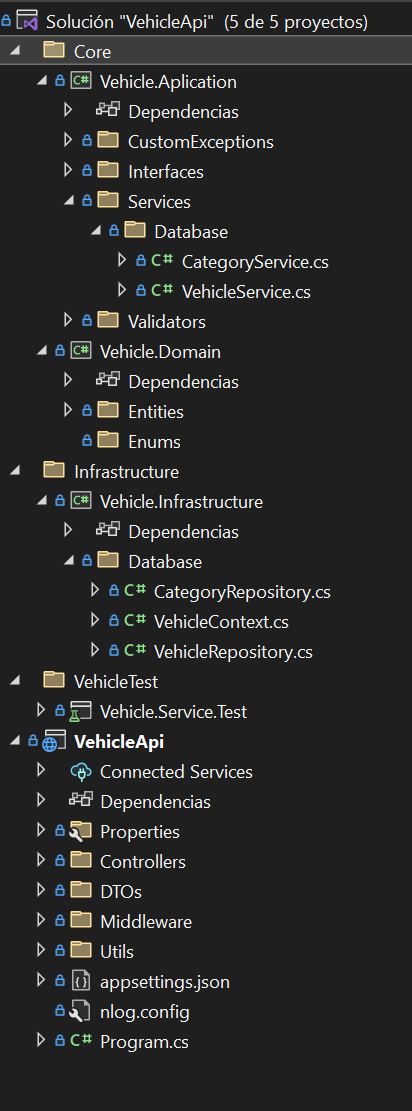 Solución "VehicleApi" (5 de 5 proyectos)
Core
Vehicle.Aplication
Dependencias
CustomExceptions
Interfaces
Services
Database
CategoryService.cs
VehicleService.cs
Validators
Vehicle.Domain
Dependencias
Entities
Enums
Infrastructure
Vehicle.Infrastructure
Dependencias
Database
CategoryRepository.cs
VehicleContext.cs
VehicleRepository.cs
VehicleTest
Vehicle.Service.Test
VehicleApi
Connected Services
Dependencias
Properties
Controllers
DTOs
Middleware
Utils
appsettings.json
nlog.config
Program.cs